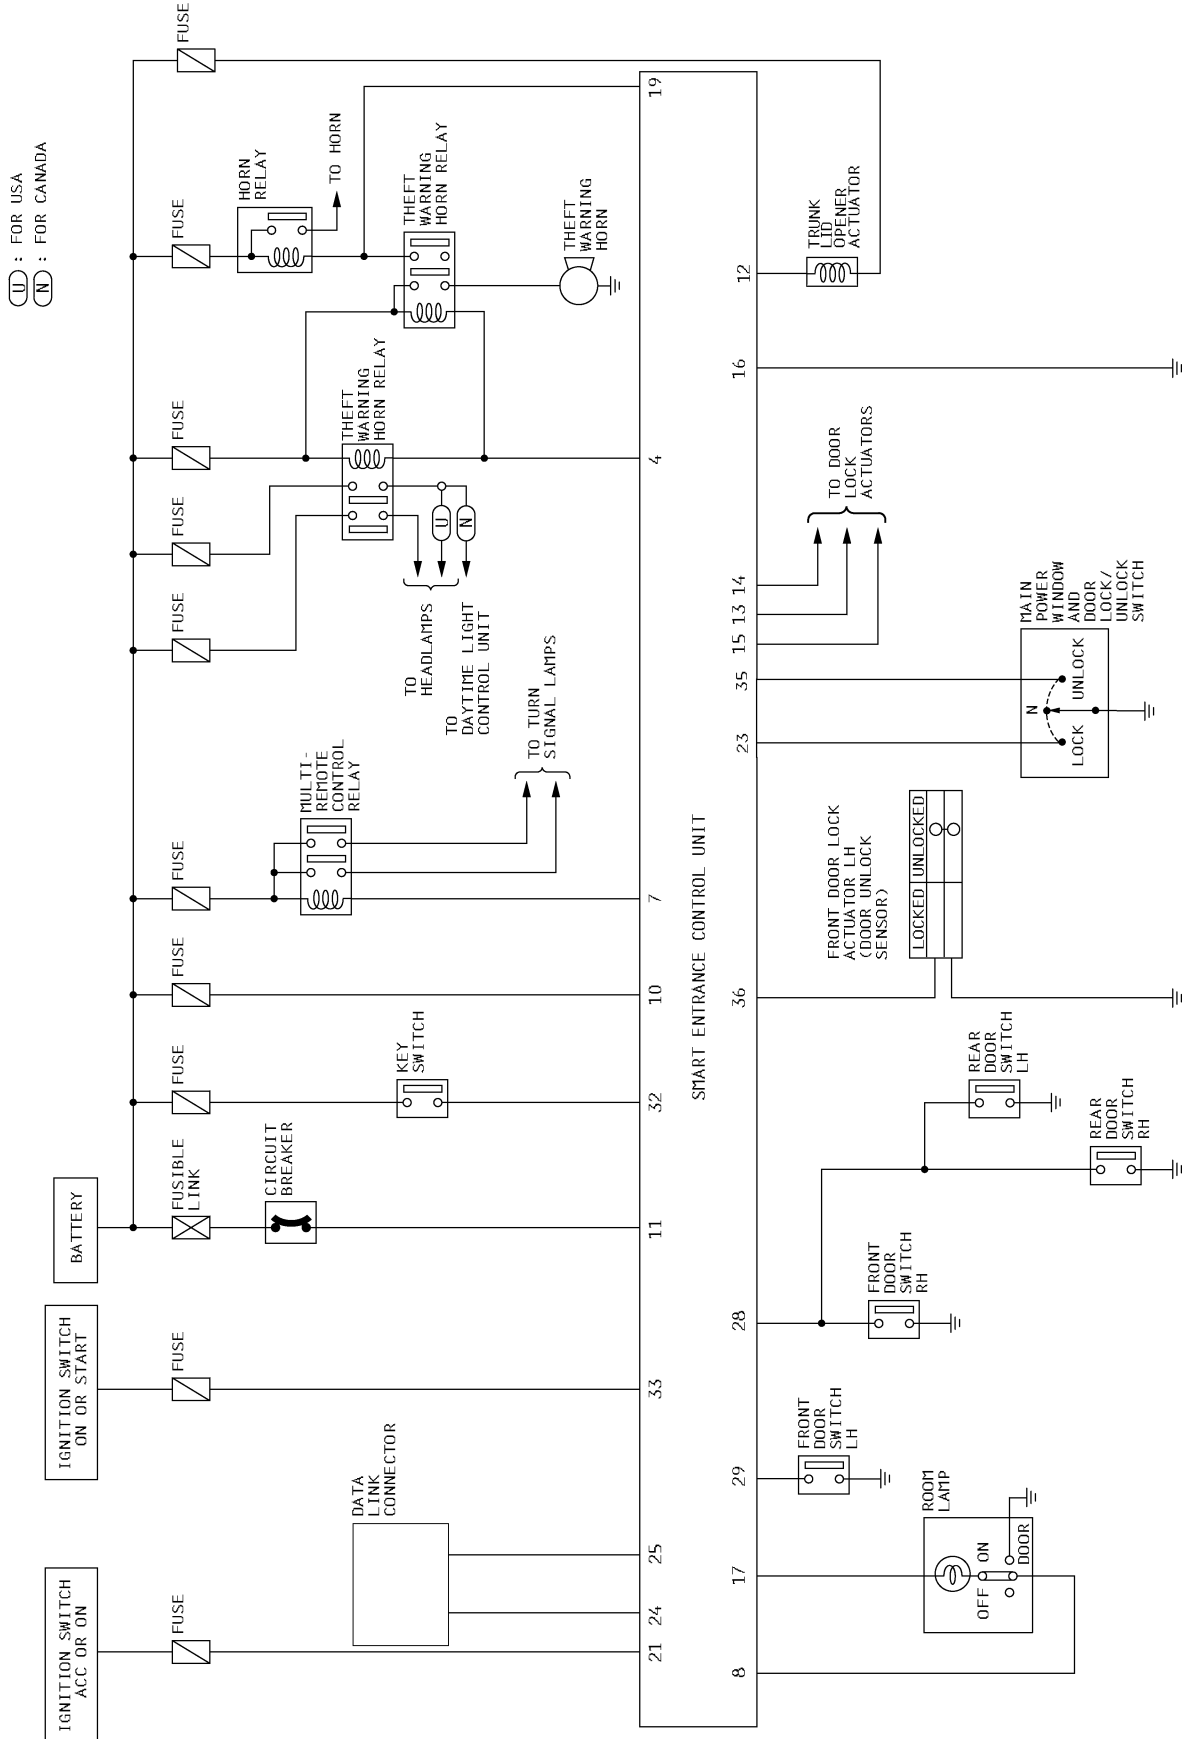 U : FOR USA
N : FOR CANADA
IGNITION SWITCH
ACC OR ON
IGNITION SWITCH
ON OR START
BATTERY
FUSE
FUSE
FUSIBLE
LINK
FUSE
FUSE
FUSE
FUSE
FUSE
FUSE
FUSE
FUSE
DATA
LINK
CONNECTOR
CIRCUIT
BREAKER
KEY
SWITCH
MULTI-
REMOTE
CONTROL
RELAY
TO TURN
SIGNAL LAMPS
THEFT
WARNING
HORN RELAY
U
N
TO
HEADLAMPS
TO
DAYTIME LIGHT
CONTROL UNIT
HORN
RELAY
TO HORN
THEFT
WARNING
HORN RELAY
THEFT
WARNING
HORN
21
24
25
33
11
32
10
7
4
19
SMART ENTRANCE CONTROL UNIT
8
17
29
28
36
23
35
15
13
14
16
12
ROOM
LAMP
OFF
ON
DOOR
FRONT
DOOR
SWITCH
LH
FRONT
DOOR
SWITCH
RH
REAR
DOOR
SWITCH
LH
REAR
DOOR
SWITCH
RH
FRONT DOOR LOCK
ACTUATOR LH
(DOOR UNLOCK
SENSOR)
LOCKED
UNLOCKED
MAIN
POWER
WINDOW
AND
DOOR
LOCK/
UNLOCK
SWITCH
N
LOCK
UNLOCK
TO DOOR
LOCK
ACTUATORS
TRUNK
LID
OPENER
ACTUATOR